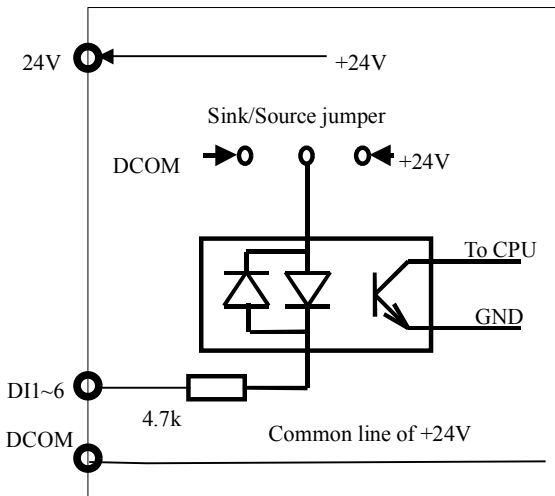 24V
+24V
Sink/Source jumper
DCOM
+24V
To CPU
GND
DI1~6
4.7k
DCOM
Common line of +24V